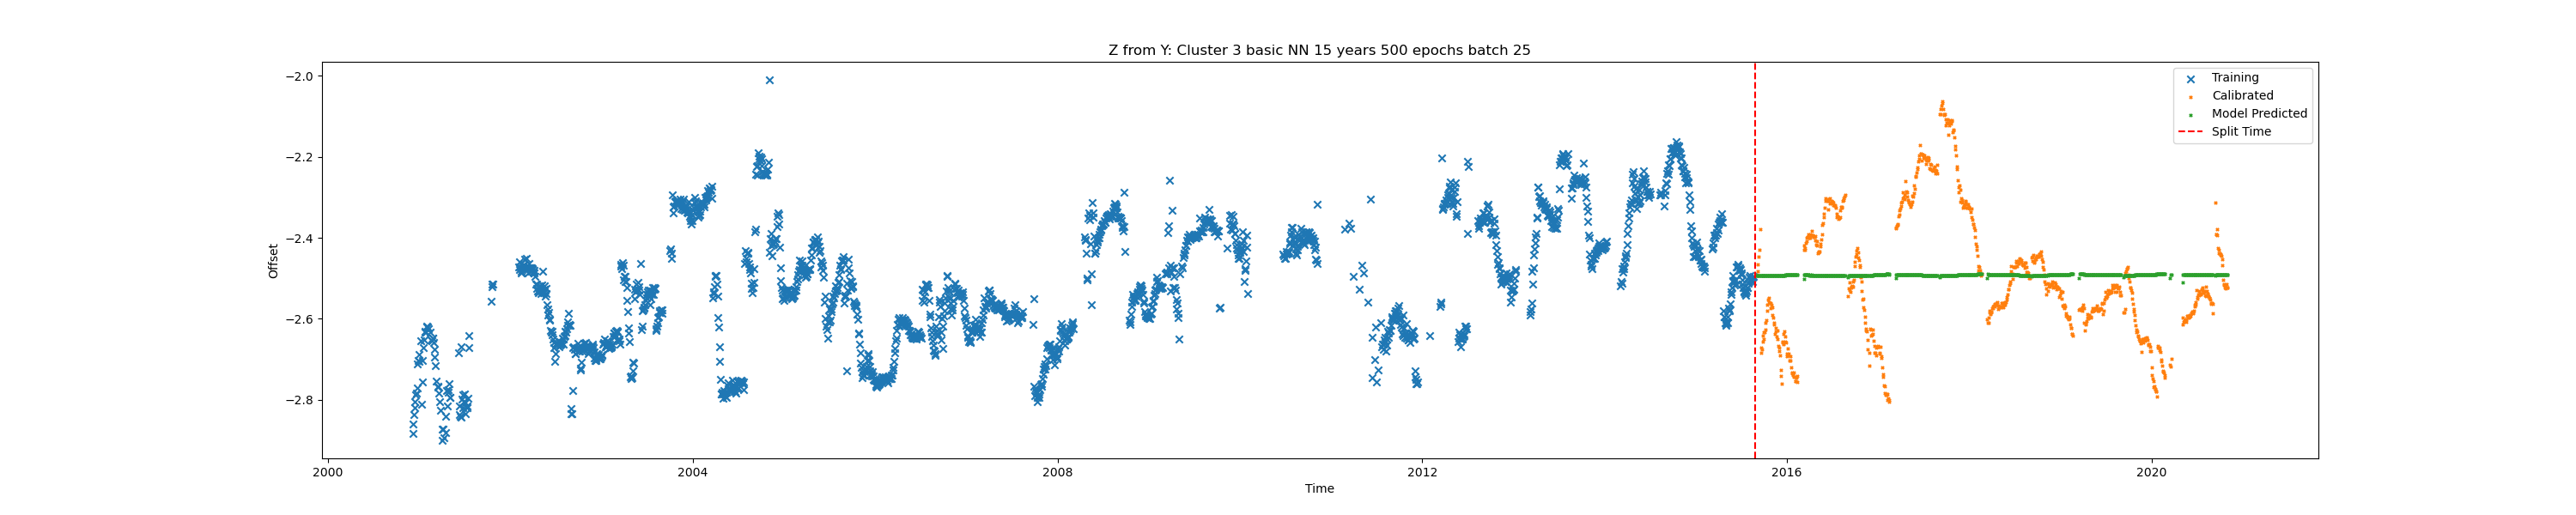 Z from Y: Cluster 3 basic NN 15 years 500 epochs batch 25
−2.0
−2.2
−2.4
−2.6
−2.8
Offset
2000
2004
2008
2012
2016
2020
Time
Training
Calibrated
Model Predicted
Split Time